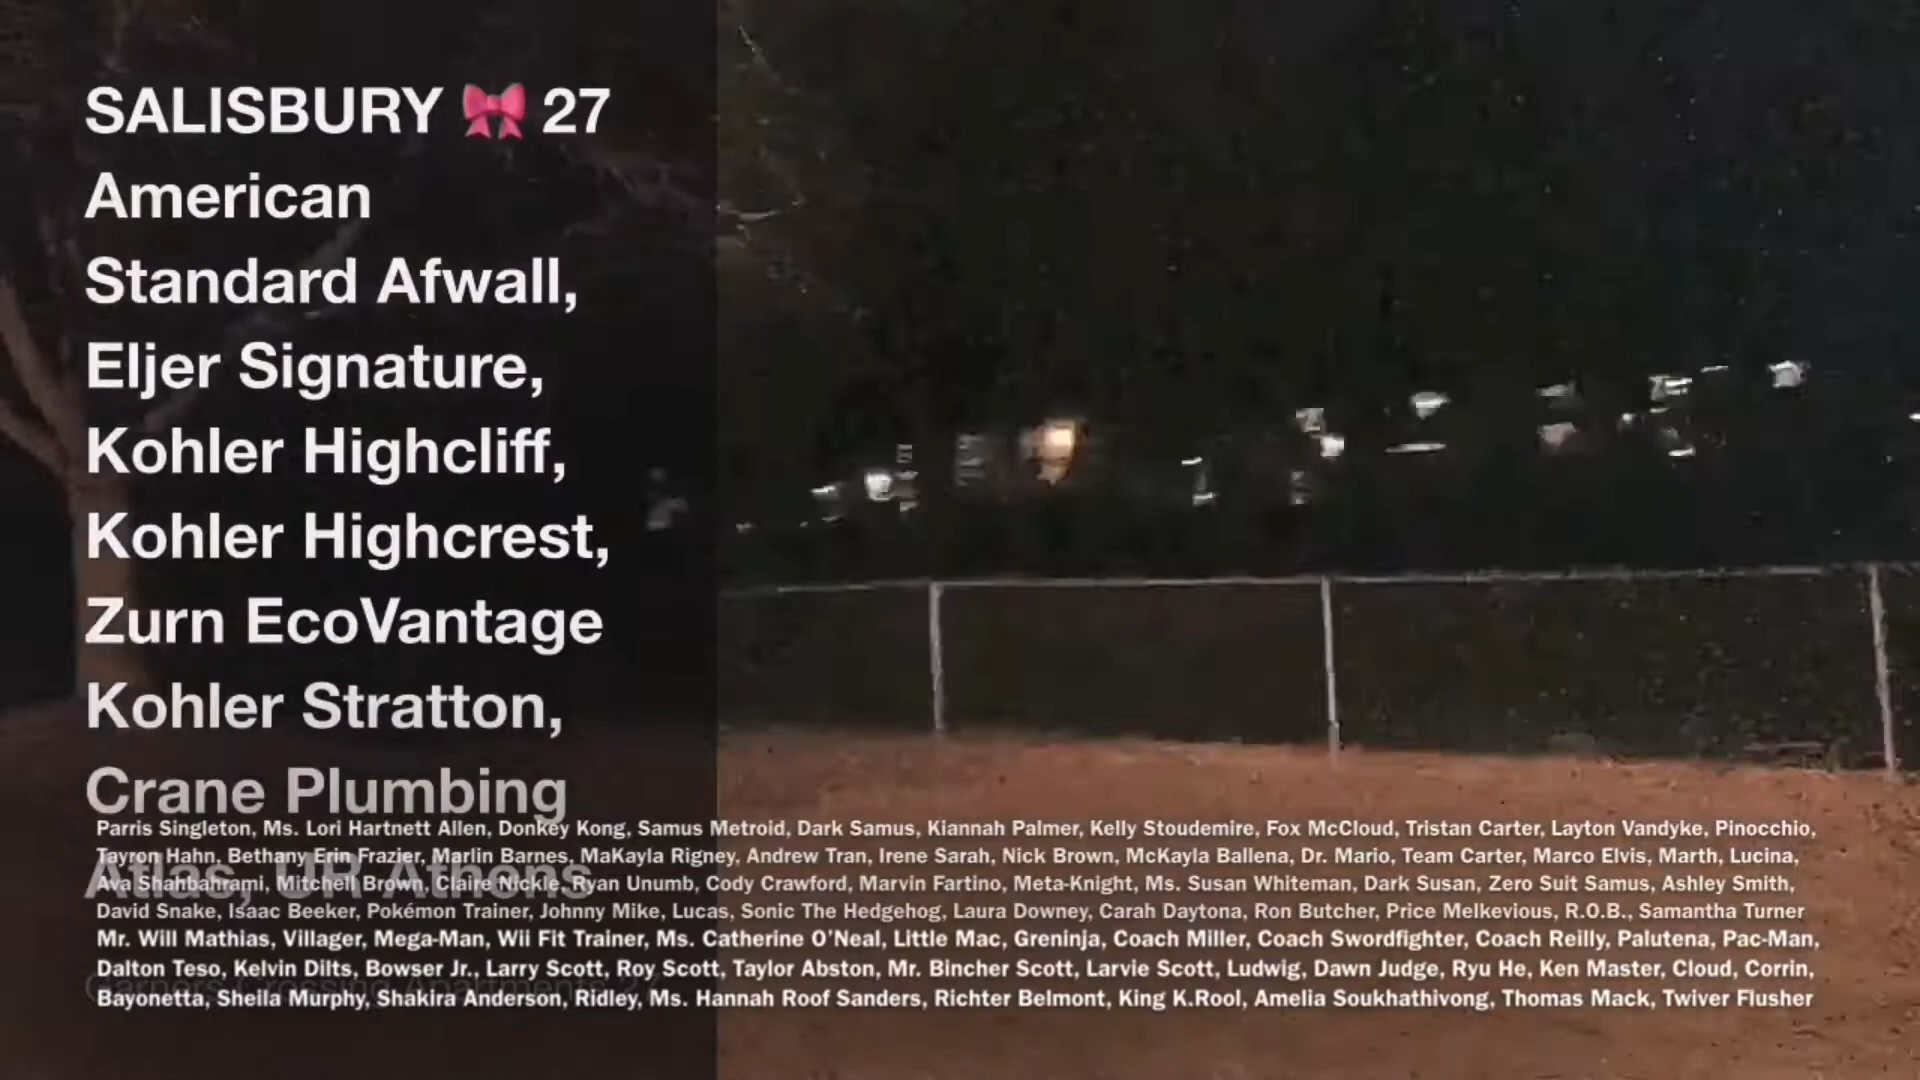 SALISBURY 🎀 27
American
Standard Afwall,
Eljer Signature,
Kohler Highcliff,
Kohler Highcrest,
Zurn EcoVantage
Kohler Stratton,
Crane Plumbing
Atlas, UR Athens
Garners Crossing Apartments 2
Parris Singleton, Ms. Lori Hartnett Allen, Donkey Kong, Samus Metroid, Dark Samus, Kiannah Palmer, Kelly Stoudemire, Fox McCloud, Tristan Carter, Layton Vandyke, Pinocchio,
Tayron Hahn, Bethany Erin Frazier, Marlin Barnes, MaKayla Rigney, Andrew Tran, Irene Sarah, Nick Brown, McKayla Ballena, Dr. Mario, Team Carter, Marco Elvis, Marth, Lucina,
Ava Shahbahrami, Mitchell Brown, Claire Nickle, Ryan Unumb, Cody Crawford, Marvin Fartino, Meta-Knight, Ms. Susan Whiteman, Dark Susan, Zero Suit Samus, Ashley Smith,
David Snake, Isaac Beeker, Pokémon Trainer, Johnny Mike, Lucas, Sonic The Hedgehog, Laura Downey, Carah Daytona, Ron Butcher, Price Melkevious, R.O.B., Samantha Turner
Mr. Will Mathias, Villager, Mega-Man, Wii Fit Trainer, Ms. Catherine O’Neal, Little Mac, Greninja, Coach Miller, Coach Swordfighter, Coach Reilly, Palutena, Pac-Man,
Dalton Teso, Kelvin Dilts, Bowser Jr., Larry Scott, Roy Scott, Taylor Abston, Mr. Bincher Scott, Larvie Scott, Ludwig, Dawn Judge, Ryu He, Ken Master, Cloud, Corrin,
Bayonetta, Sheila Murphy, Shakira Anderson, Ridley, Ms. Hannah Roof Sanders, Richter Belmont, King K.Rool, Amelia Soukhathivong, Thomas Mack, Twiver Flusher